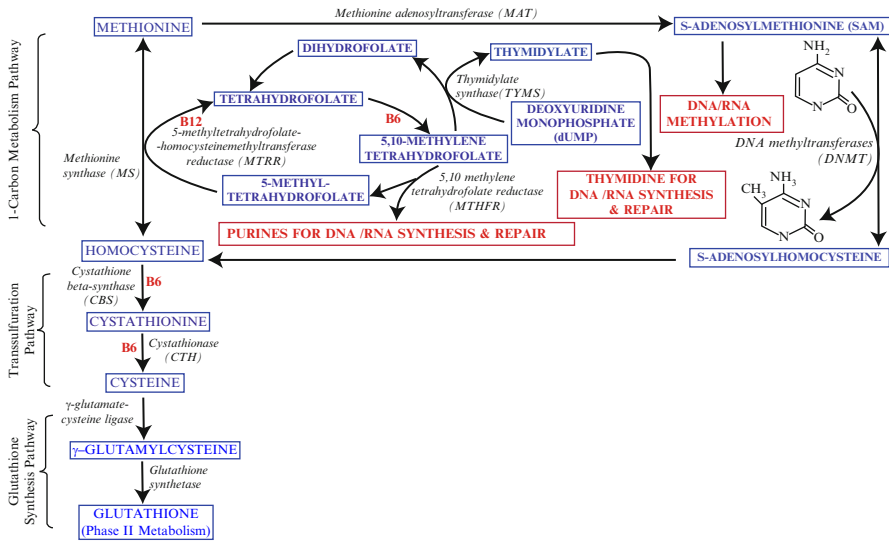 Methionine adenosyltransferase (MAT)
METHIONINE
S-ADENOSYLMETHIONINE (SAM)
DIHYDROFOLATE
THYMIDYLATE
NH2
N
N
O
Thymidylate
synthase(TYMS)
TETRAHYDROFOLATE
B12
B6
DEOXYURIDINE
MONOPHOSPHATE
(dUMP)
DNA/RNA
METHYLATION
5-methyltetrahydrofolate-
-homocysteinemethyltransferase
reductase (MTRR)
5,10-METHYLENE
TETRAHYDROFOLATE
DNA methyltransferases
(DNMT)
1-Carbon Metabolism Pathway
Methionine
synthase (MS)
5-METHYL-
TETRAHYDROFOLATE
5,10 methylene
tetrahydrofolate reductase
(MTHFR)
THYMIDINE FOR
DNA /RNA SYNTHESIS
& REPAIR
NH3
CH3
N
N
O
PURINES FOR DNA /RNA SYNTHESIS & REPAIR
HOMOCYSTEINE
S-ADENOSYLHOMOCYSTEINE
Cystathione
beta-synthase
(CBS)
B6
Transsulfuration
Pathway
CYSTATHIONINE
B6
Cystathionase
(CTH)
CYSTEINE
γ-glutamate-
cysteine ligase
Glutathione
Synthesis Pathway
γ–GLUTAMYLCYSTEINE
Glutathione
synthetase
GLUTATHIONE
(Phase II Metabolism)